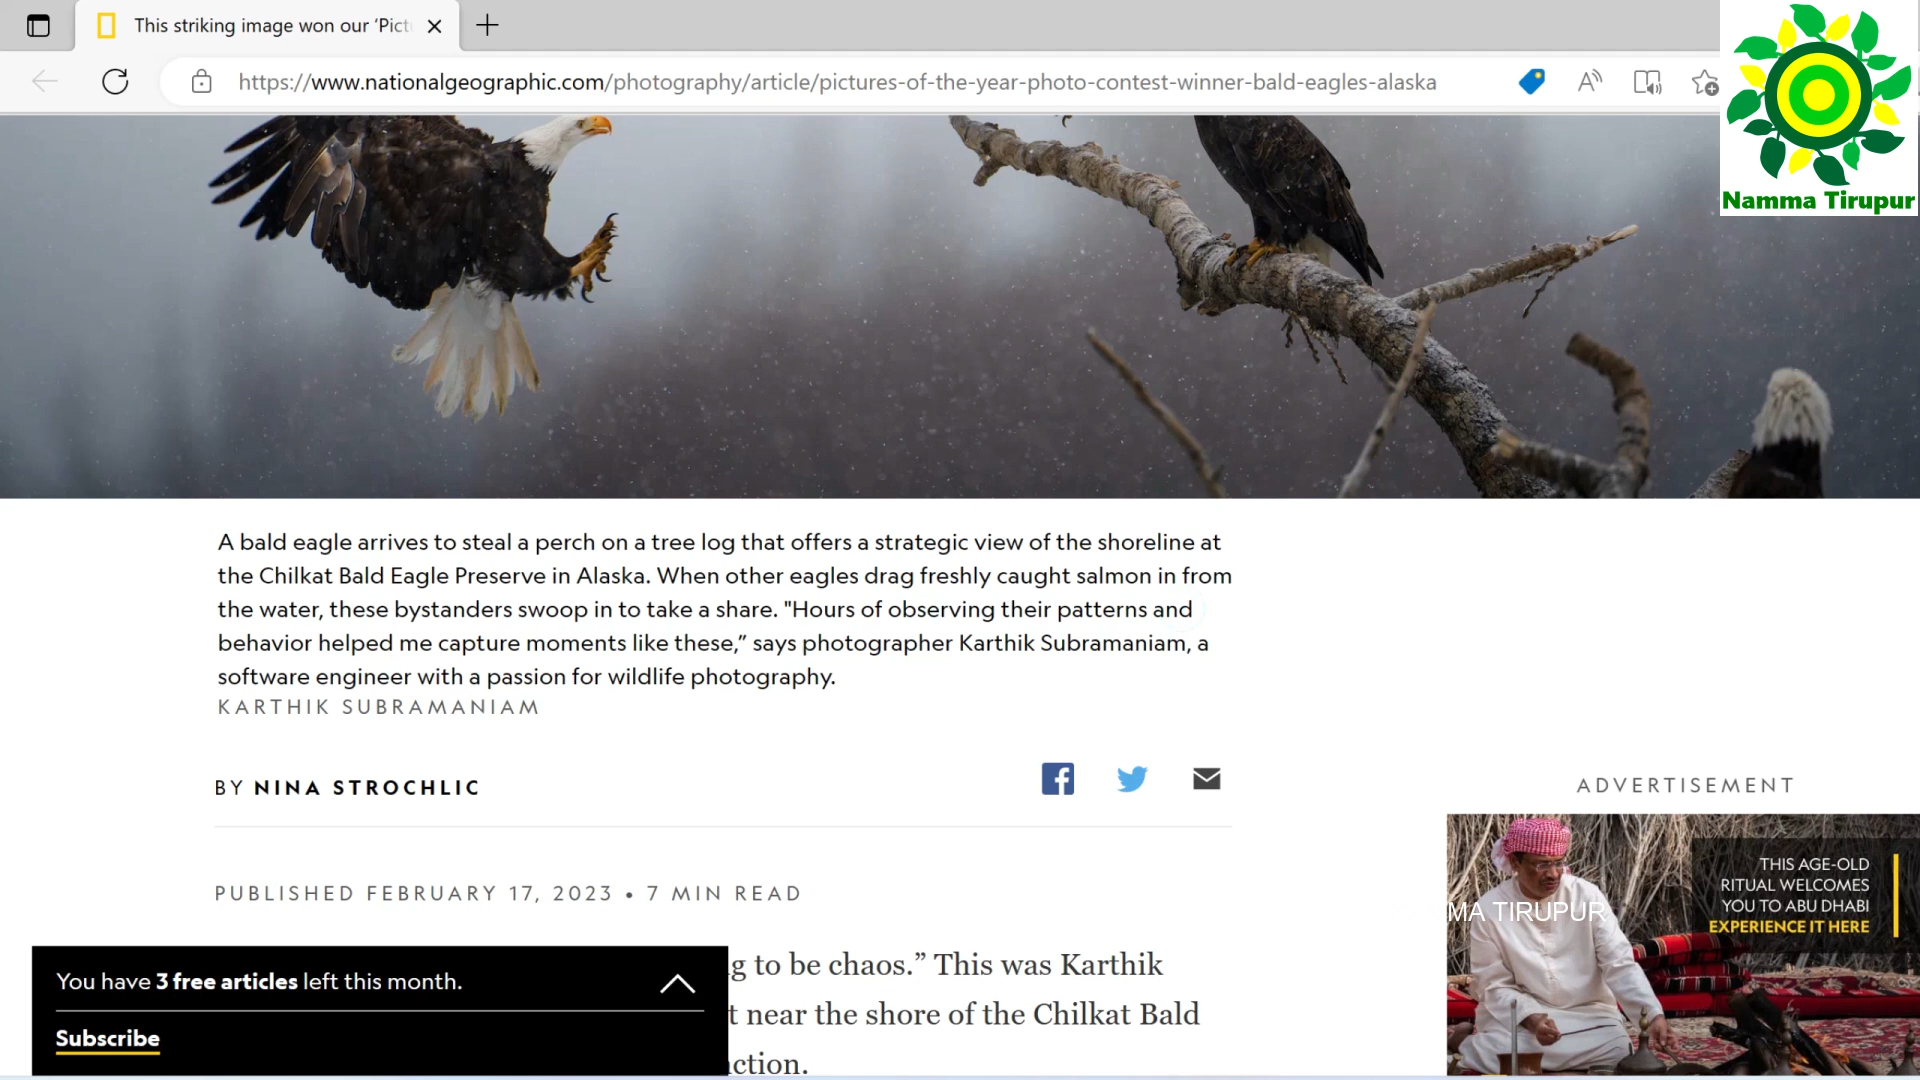 This striking image won our ‘Pict
https://www.nationalgeographic.com/photography/article/pictures-of-the-year-photo-contest-winner-bald-eagles-alaska
Namma Tirupur
A bald eagle arrives to steal a perch on a tree log that offers a strategic view of the shoreline at
the Chilkat Bald Eagle Preserve in Alaska. When other eagles drag freshly caught salmon in from
the water, these bystanders swoop in to take a share. "Hours of observing their patterns and
behavior helped me capture moments like these,” says photographer Karthik Subramaniam, a
software engineer with a passion for wildlife photography.
KARTHIK SUBRAMANIAM
BY NINA STROCHLIC
ADVERTISEMENT
THIS AGE-OLD
RITUAL WELCOMES
YOU TO ABU DHABI
EXPERIENCE IT HERE
MA TIRUPUR
PUBLISHED FEBRUARY 17, 2023 • 7 MIN READ
g to be chaos.” This was Karthik
t near the shore of the Chilkat Bald
ction.
You have 3 free articles left this month.
Subscribe